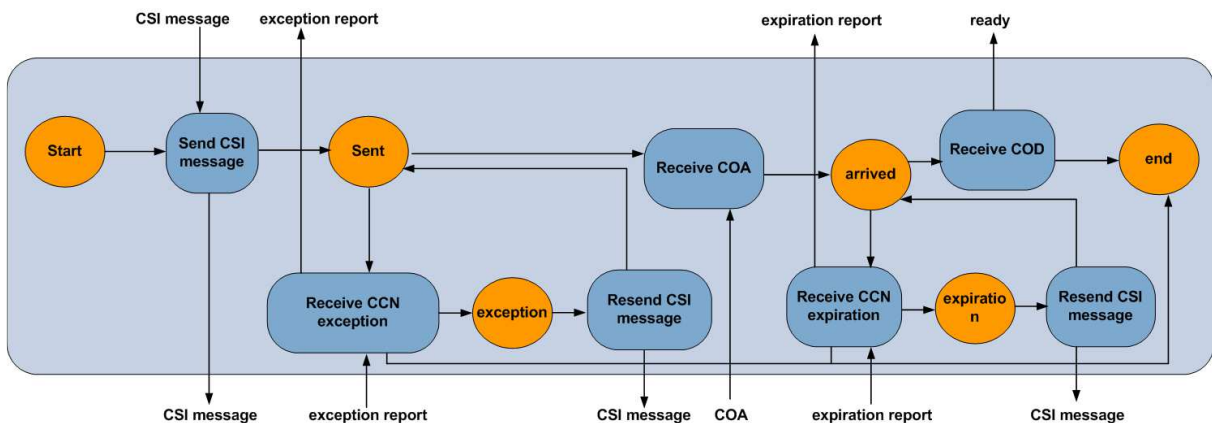 CSI message
exception report
expiration report
ready
Start
Send CSI
message
Sent
Receive COA
arrived
Receive COD
end
Receive CCN
exception
exception
Resend CSI
message
Receive CCN
expiration
expiratio
n
Resend CSI
message
CSI message
exception report
CSI message
COA
expiration report
CSI message